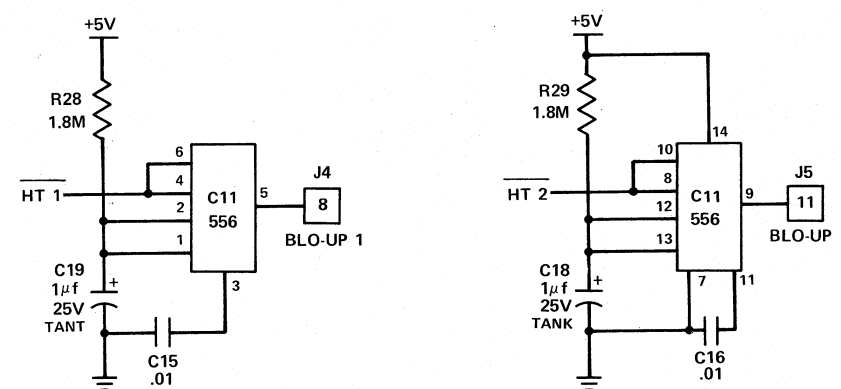 +5V
R28
1.8M
6
4
2
1
HT 1
C11
556
5
J4
8
BLO-UP 1
3
C19
1µf
25V
TANT
+
C15
.01
+5V
R29
1.8M
14
10
8
12
13
HT 2
C11
556
9
J5
11
BLO-UP
7
11
C18
1µf
25V
TANK
+
C16
.01